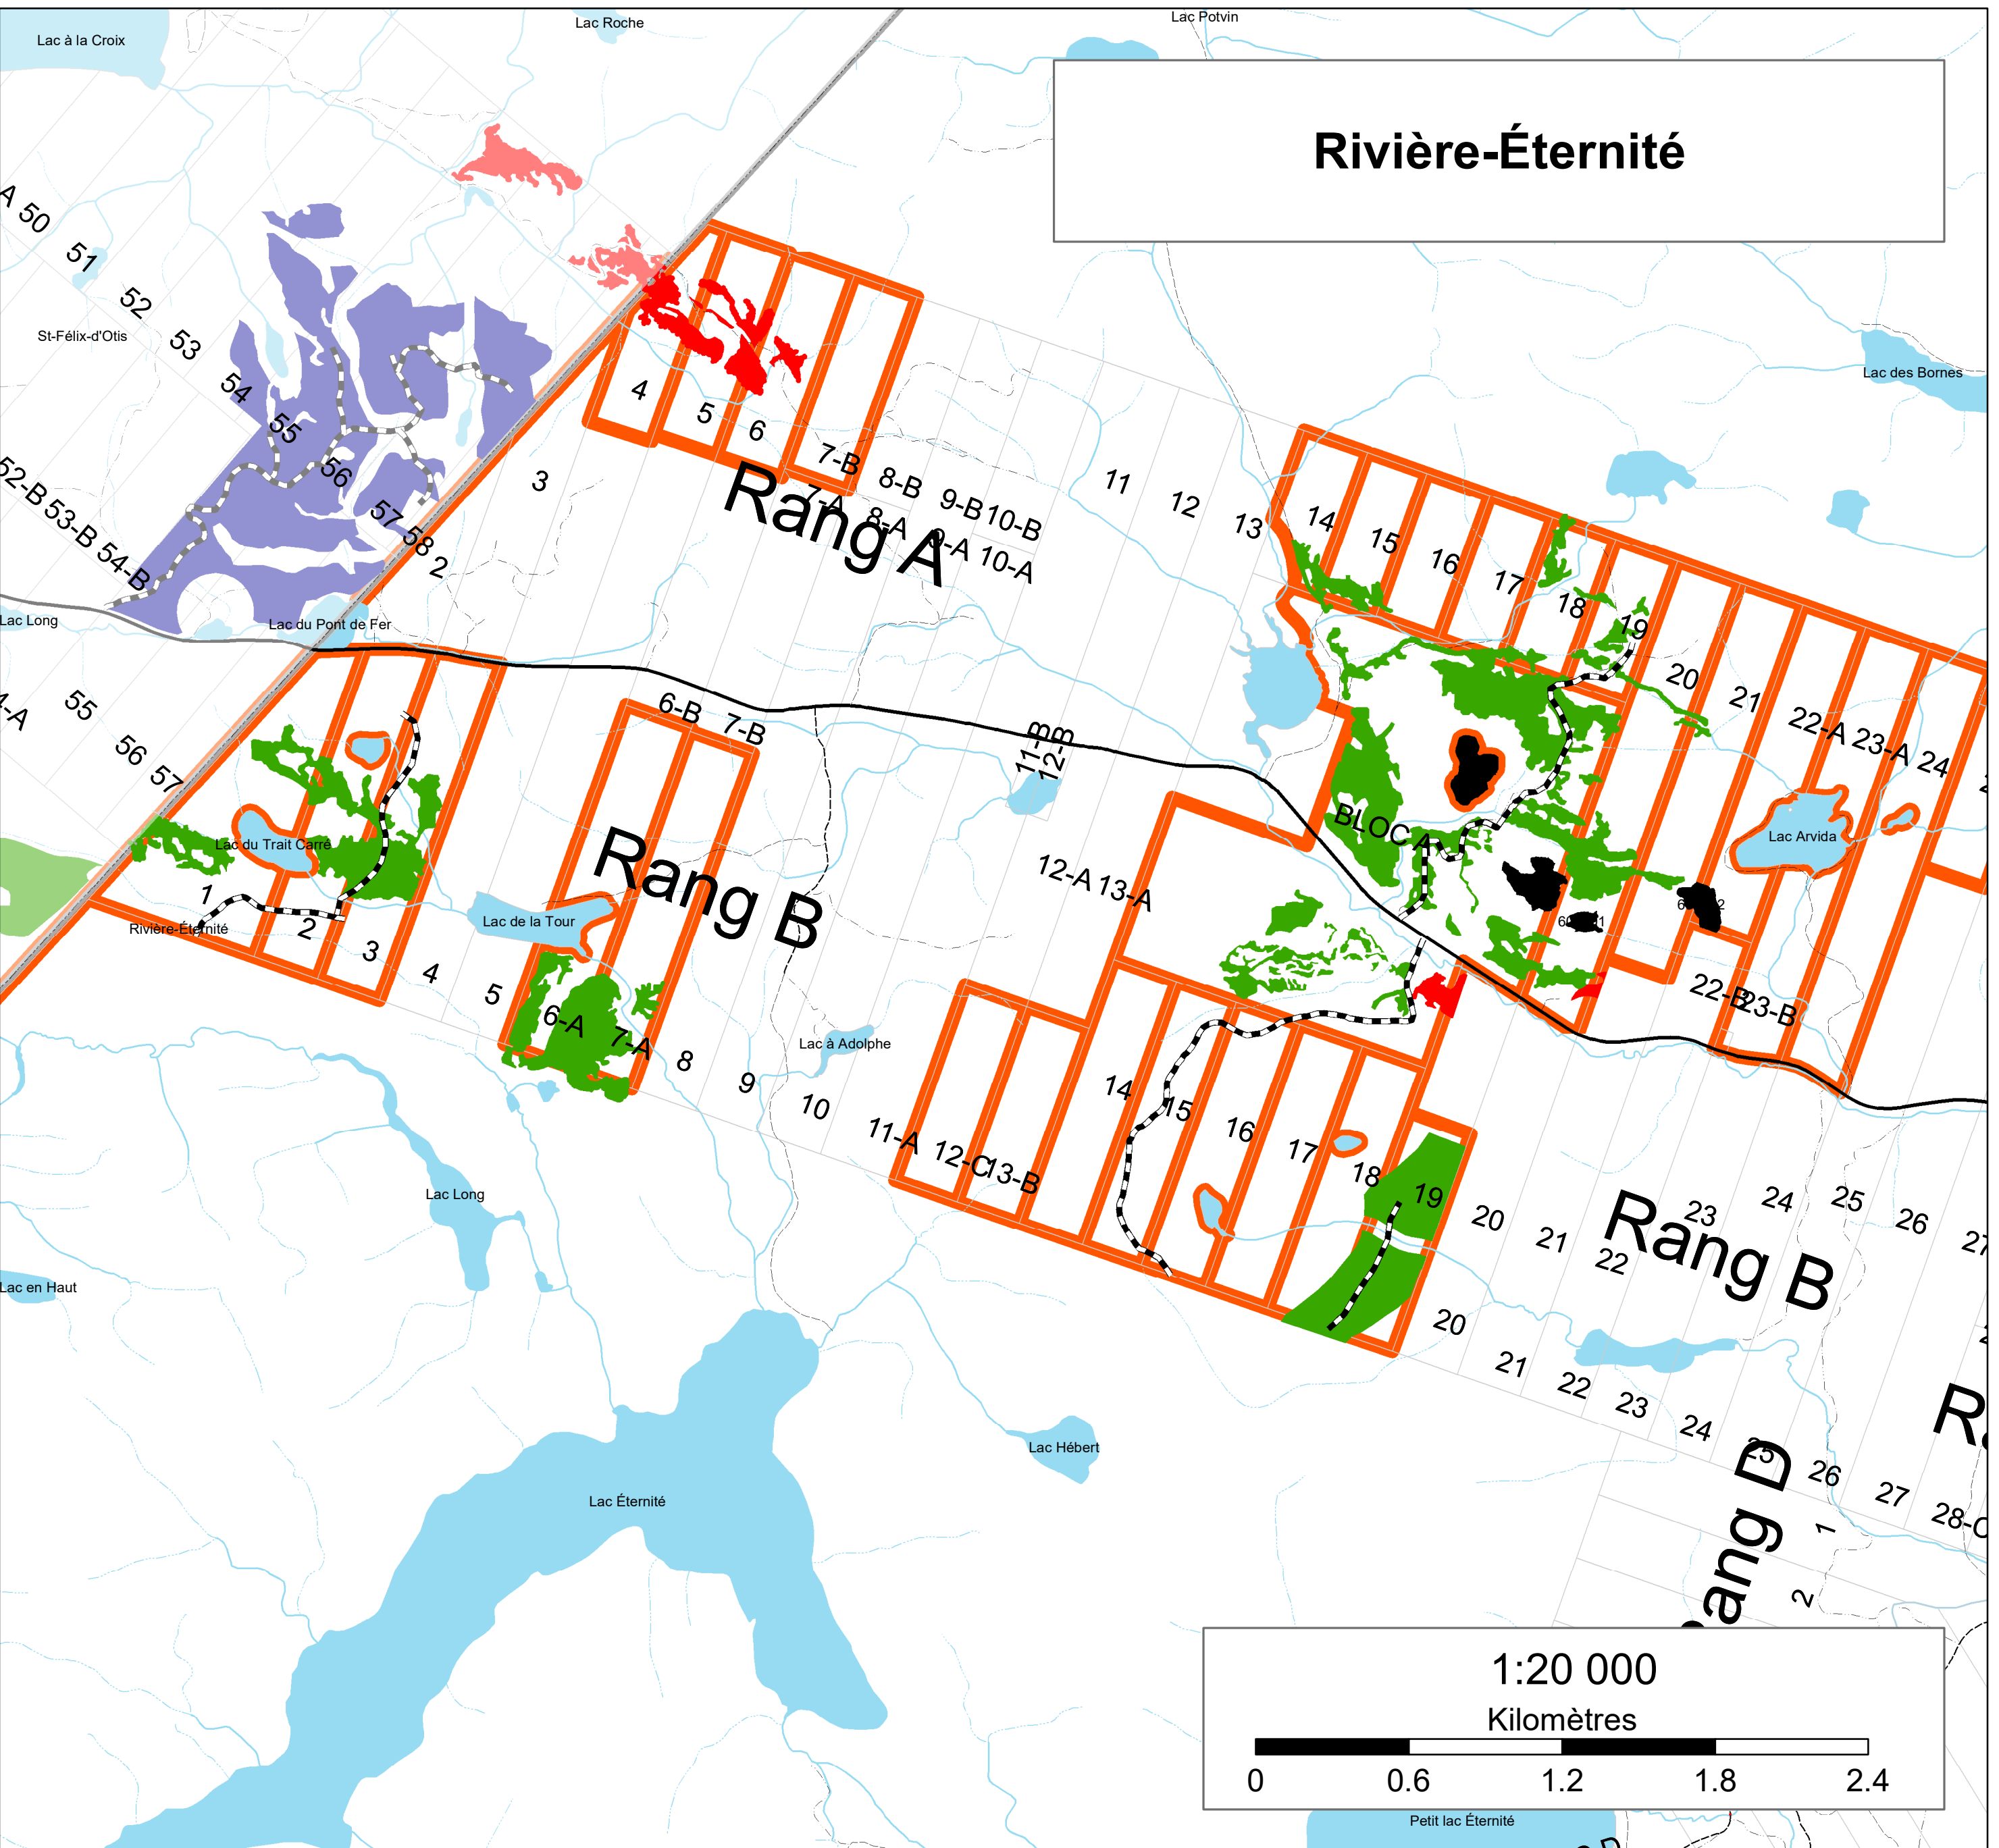 Lac Roche
Lac Potvin
Lac à la Croix
Rivière-Éternité
A 50
51
52
St-Félix-d'Otis
53
54
55
56
57
58
2
3
4
5
6
7-B
7-A
8-B
8-A
9-B
9-A
10-B
10-A
11
12
13
14
15
16
17
18
19
20
21
22-A
23-A
24
Lac des Bornes
Rang A
52-B
53-B
54-B
Lac Long
Lac du Pont de Fer
-A
55
56
57
Lac du Trait Carré
1
Rivière-Éternité
2
3
4
5
6-B
7-B
Rang B
Lac de la Tour
6-A
7-A
8
9
10
11-B
12-B
12-A
13-A
BLOC A
Lac Arvida
22-B
23-B
Lac à Adolphe
11-A
12-C
13-B
14
15
16
17
18
19
20
21
22
23
24
25
26
27
Rang B
Lac Long
Lac en Haut
Lac Éternité
Lac Hébert
20
21
22
23
24
25
26
27
28-C
Rang D
1
2
1:20 000
Kilomètres
0 0.6 1.2 1.8 2.4
Petit lac Éternité